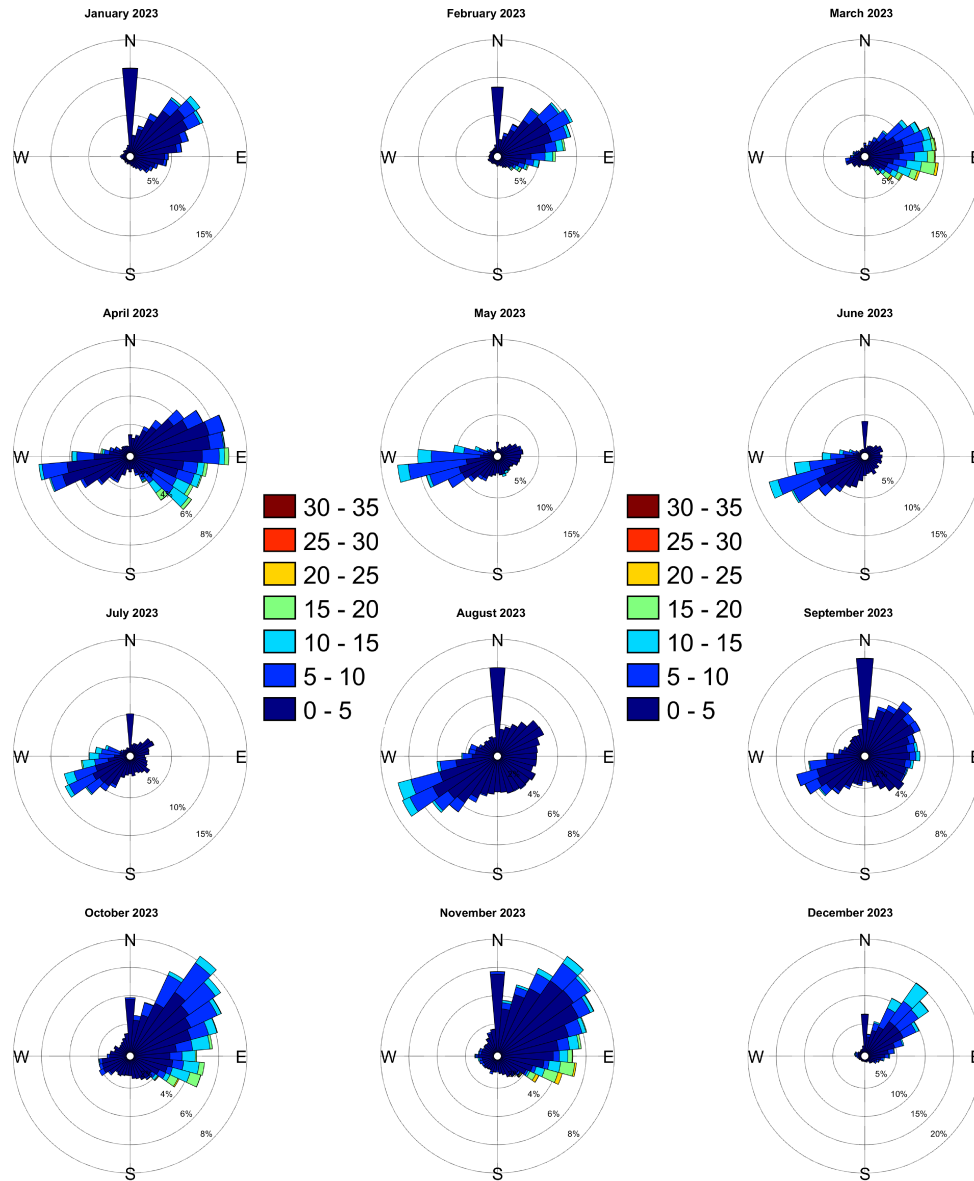 January 2023
N
W
E
S
5%
10%
15%
February 2023
N
W
E
S
5%
10%
15%
March 2023
N
W
E
S
5%
10%
15%
April 2023
N
W
E
S
4%
6%
8%
May 2023
N
W
E
S
5%
10%
15%
June 2023
N
W
E
S
5%
10%
15%
30 - 35
25 - 30
20 - 25
15 - 20
10 - 15
5 - 10
0 - 5
30 - 35
25 - 30
20 - 25
15 - 20
10 - 15
5 - 10
0 - 5
July 2023
N
W
E
S
5%
10%
15%
August 2023
N
W
E
S
4%
6%
8%
September 2023
N
W
E
S
4%
6%
8%
October 2023
N
W
E
S
4%
6%
8%
November 2023
N
W
E
S
4%
6%
8%
December 2023
N
W
E
S
5%
10%
15%
20%